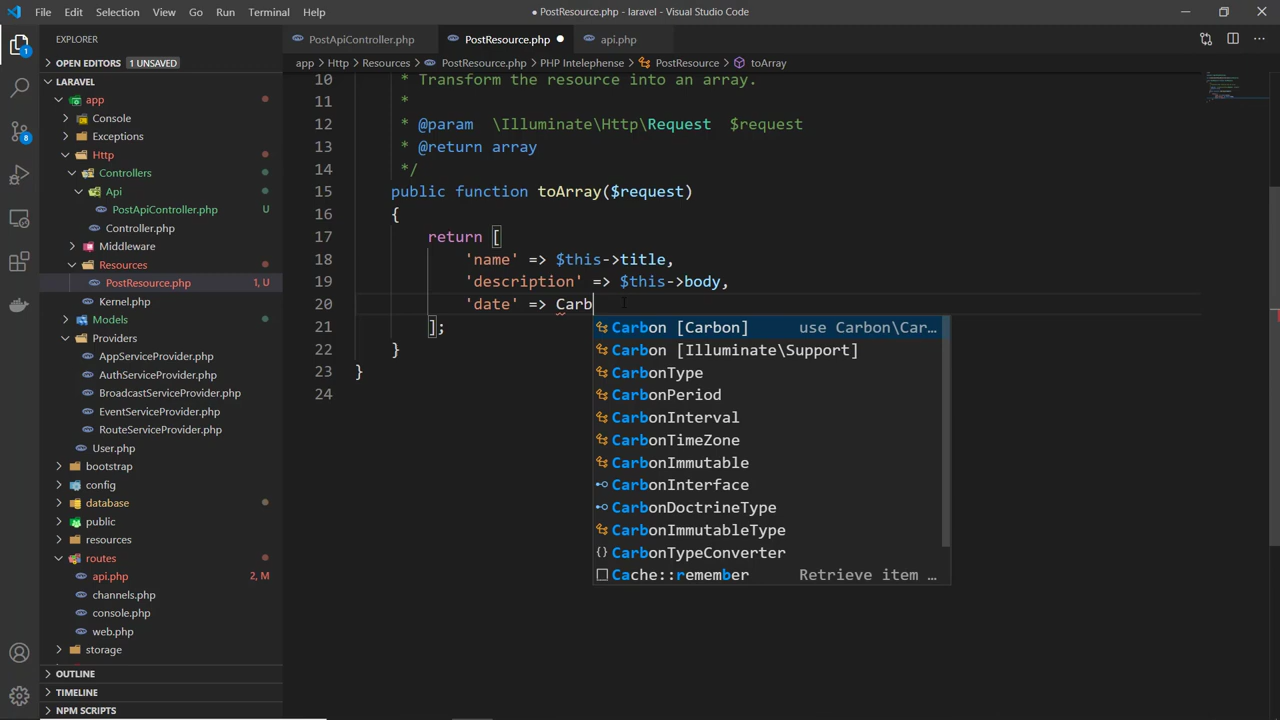 File Edit Selection View Go Run Terminal Help
PostResource.php - laravel - Visual Studio Code
EXPLORER
PostApiController.php
PostResource.php
api.php
OPEN EDITORS 1 UNSAVED
app > Http > Resources > PostResource.php > PHP Intelephense > PostResource > toArray
LARAVEL
app
Console
Exceptions
Http
Controllers
Api
PostApiController.php U
Controller.php
Middleware
Resources
PostResource.php 1, U
Kernel.php
Models
Providers
AppServiceProvider.php
AuthServiceProvider.php
BroadcastServiceProvider.php
EventServiceProvider.php
RouteServiceProvider.php
User.php
bootstrap
config
database
public
resources
routes
api.php 2, M
channels.php
console.php
web.php
storage
OUTLINE
TIMELINE
NPM SCRIPTS
1
8
10 * Transform the resource into an array.
11 *
12 * @param \Illuminate\Http\Request $request
13 * @return array
14 */
15 public function toArray($request)
16 {
17 return [
18 'name' => $this->title,
19 'description' => $this->body,
20 'date' => Carb
21 ];
22 }
23 }
24
Carbon [Carbon] use Carbon\Car…
Carbon [Illuminate\Support]
CarbonType
CarbonPeriod
CarbonInterval
CarbonTimeZone
CarbonImmutable
CarbonInterface
CarbonDoctrineType
CarbonImmutableType
CarbonTypeConverter
Cache::remember Retrieve item …